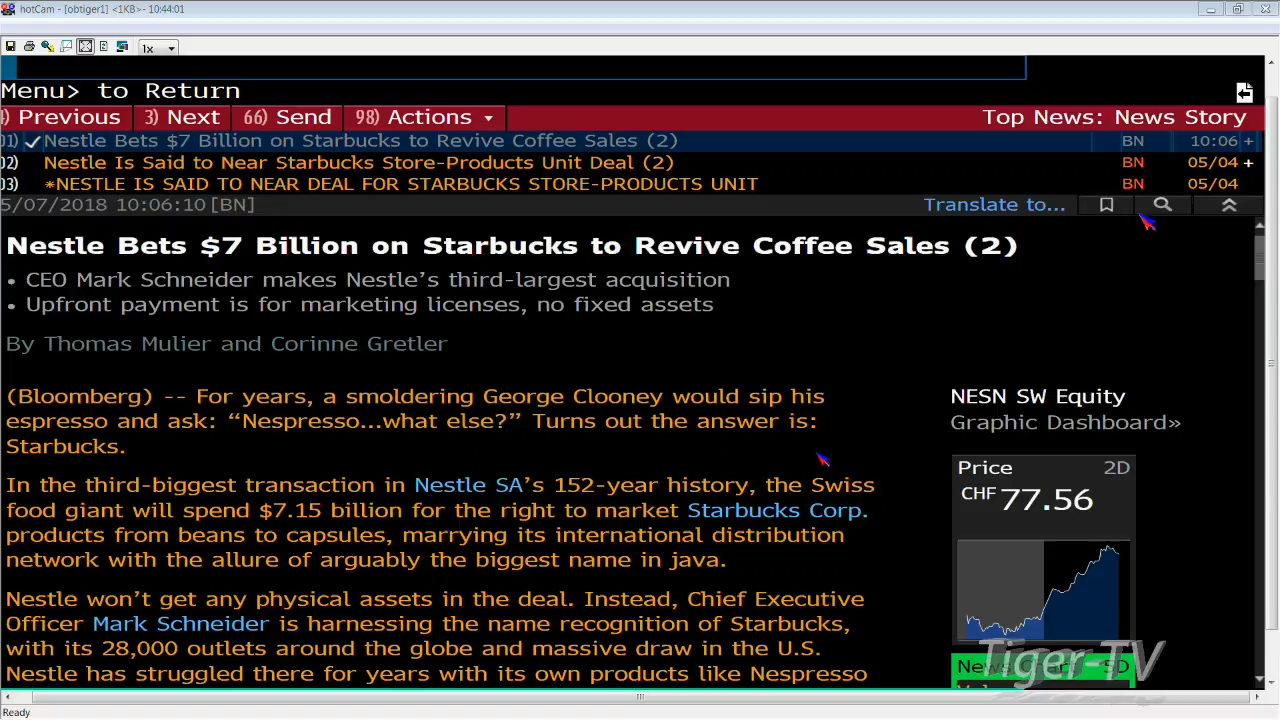 hotCam - [obtiger1] <1KB> - 10:44:01
1x
Menu> to Return
) Previous 3) Next 66) Send 98) Actions Top News: News Story
01) Nestle Bets $7 Billion on Starbucks to Revive Coffee Sales (2) BN 10:06 +
02) Nestle Is Said to Near Starbucks Store-Products Unit Deal (2) BN 05/04 +
03) *NESTLE IS SAID TO NEAR DEAL FOR STARBUCKS STORE-PRODUCTS UNIT BN 05/04
5/07/2018 10:06:10 [BN] Translate to...
Nestle Bets $7 Billion on Starbucks to Revive Coffee Sales (2)
• CEO Mark Schneider makes Nestle's third-largest acquisition
• Upfront payment is for marketing licenses, no fixed assets
By Thomas Mulier and Corinne Gretler
(Bloomberg) -- For years, a smoldering George Clooney would sip his
espresso and ask: “Nespresso...what else?” Turns out the answer is:
Starbucks.
In the third-biggest transaction in Nestle SA's 152-year history, the Swiss
food giant will spend $7.15 billion for the right to market Starbucks Corp.
products from beans to capsules, marrying its international distribution
network with the allure of arguably the biggest name in java.
Nestle won't get any physical assets in the deal. Instead, Chief Executive
Officer Mark Schneider is harnessing the name recognition of Starbucks,
with its 28,000 outlets around the globe and massive draw in the U.S.
Nestle has struggled there for years with its own products like Nespresso
NESN SW Equity
Graphic Dashboard»
Price 2D
CHF 77.56
News Chart 5D
Tiger-TV
Ready